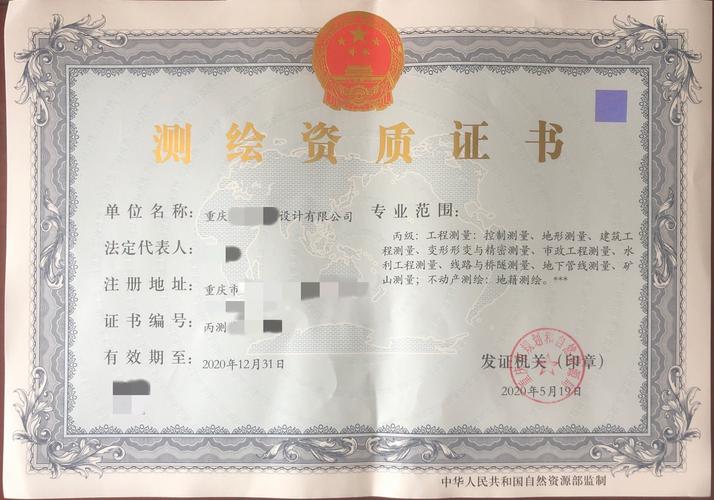 测绘资质证书
单位名称：重庆 设计有限公司
法定代表人：
注册地址：重庆市
证书编号：丙测
有效期至：2020年12月31日
专业范围：
丙级：工程测量：控制测量、地形测量、建筑工
程测量、变形形变与精密测量、市政工程测量、水
利工程测量、线路与桥隧测量、地下管线测量、矿
山测量；不动产测绘：地籍测绘。***
发证机关（印章）
2020年5月19日
中华人民共和国自然资源部监制